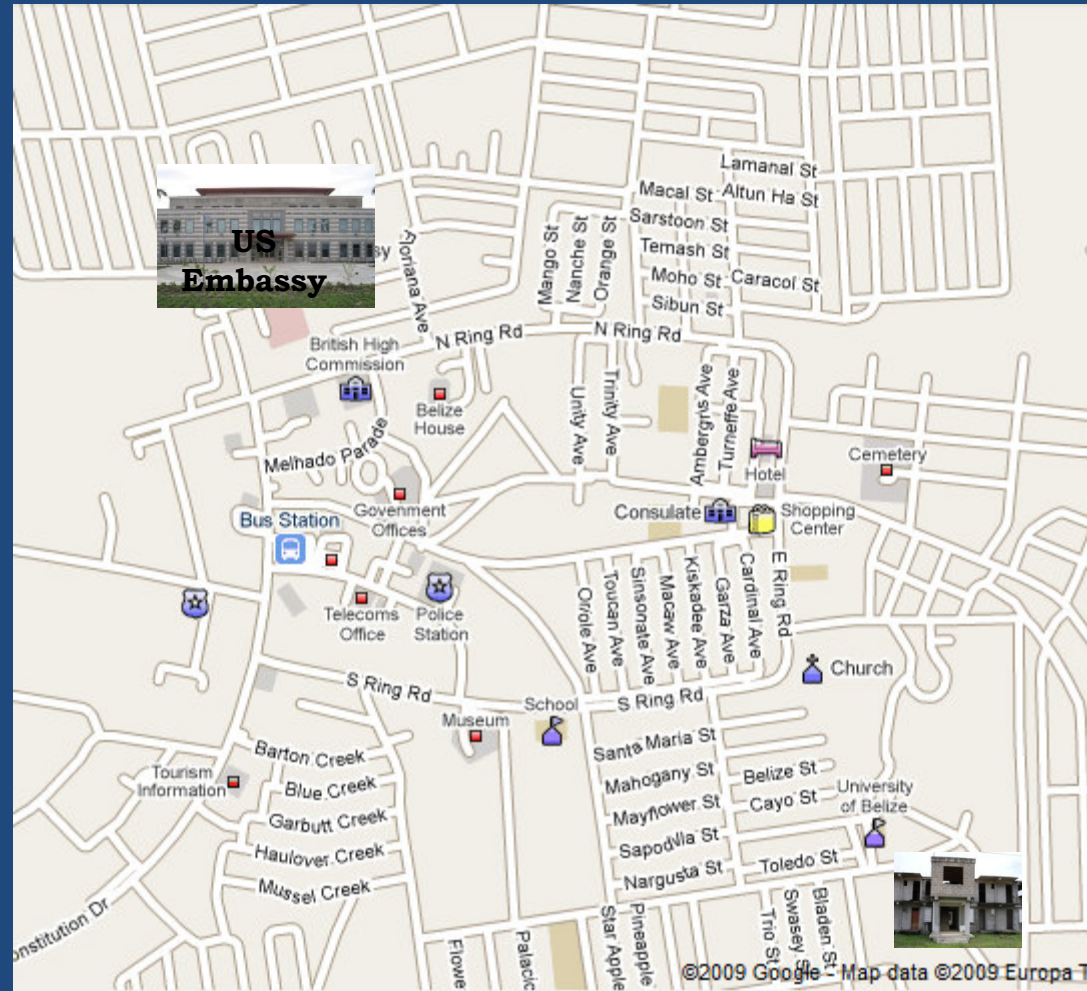 Lamanal St
Macal St
Altun Ha St
Sarstoon St
Temash St
Moho St
Caracol St
Sibun St
Mango St
Nanche St
Orange St
US
Embassy
sy
Floriana Ave
British High
Commission
N Ring Rd
N Ring Rd
Belize
House
Unity Ave
Trinity Ave
Ambergris Ave
Turneffe Ave
Melhado Parade
Hotel
Cemetery
Govenment
Offices
Consulate
Shopping
Center
Bus Station
Telecoms
Office
Police
Station
Oriole Ave
Toucan Ave
Sinsonate Ave
Macaw Ave
Kiskadee Ave
Garza Ave
Cardinal Ave
E Ring Rd
Church
S Ring Rd
School
S Ring Rd
Museum
Barton Creek
Tourism
Information
Blue Creek
Garbutt Creek
Haulover Creek
Mussel Creek
Santa Maria St
Mahogany St
Belize St
University
of Belize
Mayflower St
Cayo St
Sapodilla St
Toledo St
Nargusta St
onstitution Dr
Flowe
Palacio
Star Apple
Pineapple
Trio St
Swasey St
Bladen St
©2009 Google - Map data ©2009 Europa T